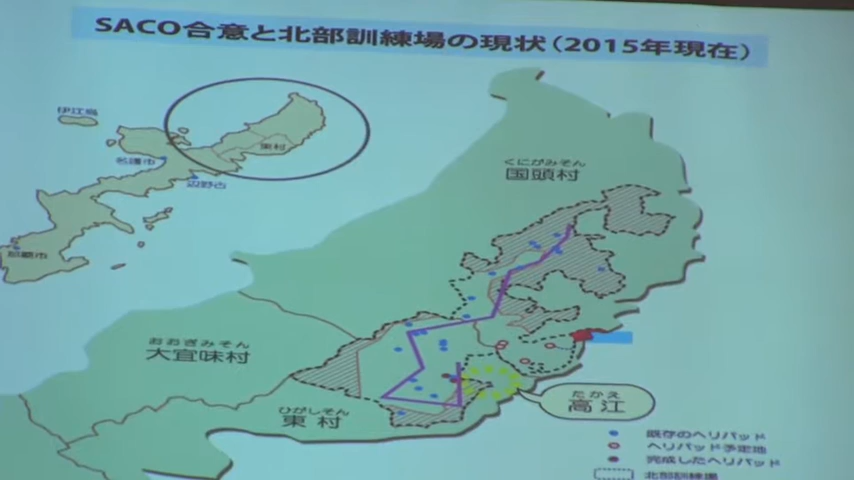 SACO合意と北部訓練場の現状（2015年現在）
伊江島
東村
名護市
辺野古
那覇市
くにがみそん
国頭村
おおぎみそん
大宜味村
ひがしそん
東村
たかえ
高江
既存のヘリパッド
ヘリパッド予定地
完成したヘリパッド
北部訓練場